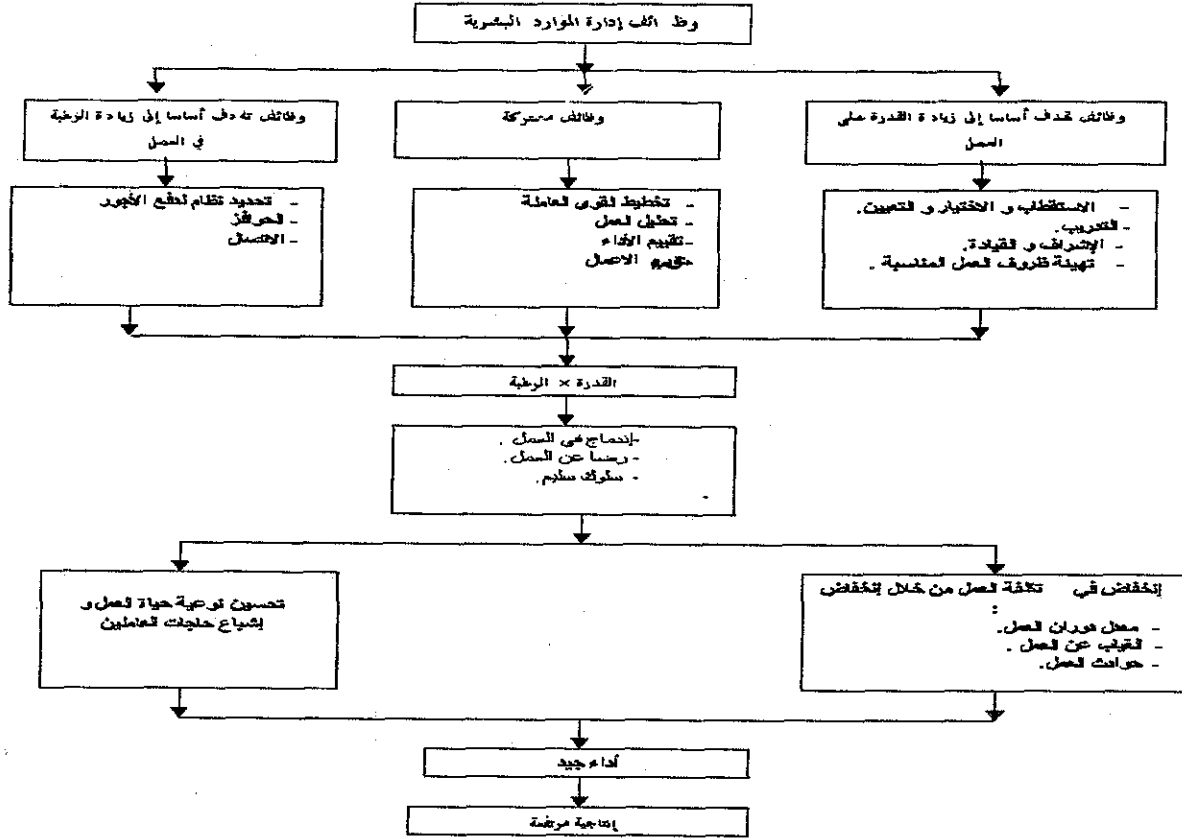 وظائف إدارة الموارد البشرية
وظائف تهدف أساسا إلى زيادة القدرة على
العمل
وظائف مشتركة
وظائف تهدف أساسا إلى زيادة الرغبة
في العمل
- الاستقطاب و الاختيار و التعيين.
- التدريب.
- الإشراف و القيادة.
- تهيئة ظروف العمل المناسبة .
- تخطيط القوى العاملة
- تحليل العمل
- تقييم الأداء
- تقييم الاعمال
- تحديد نظام لدفع الأجور
- الحوافز
- الاتصال
القدرة × الرغبة
-إندماج في العمل .
- رضا عن العمل.
- سلوك سليم.
إنخفاض في تكلفة العمل من خلال إنخفاض
:
- معدل دوران العمل.
- الغياب عن العمل .
- حوادث العمل.
تحسين نوعية حياة العمل و
إشباع حاجات العاملين
أداء جيد
إنتاجية مرتفعة